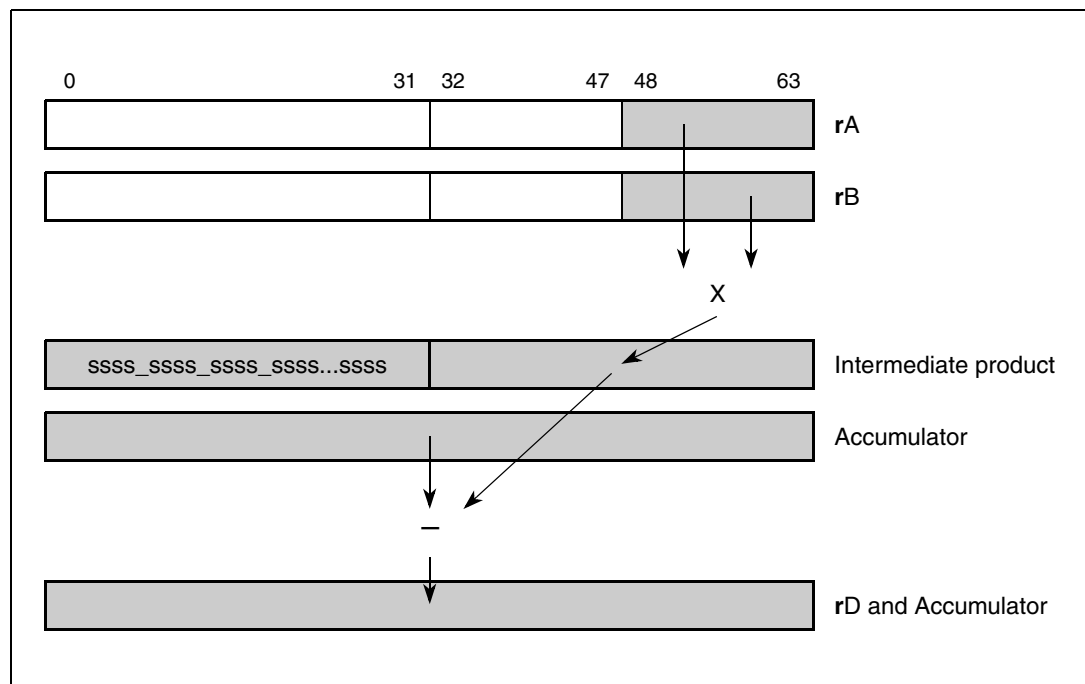 0 31 32 47 48 63
rA
rB
X
ssss_ssss_ssss_ssss...ssss Intermediate product
Accumulator
–
rD and Accumulator